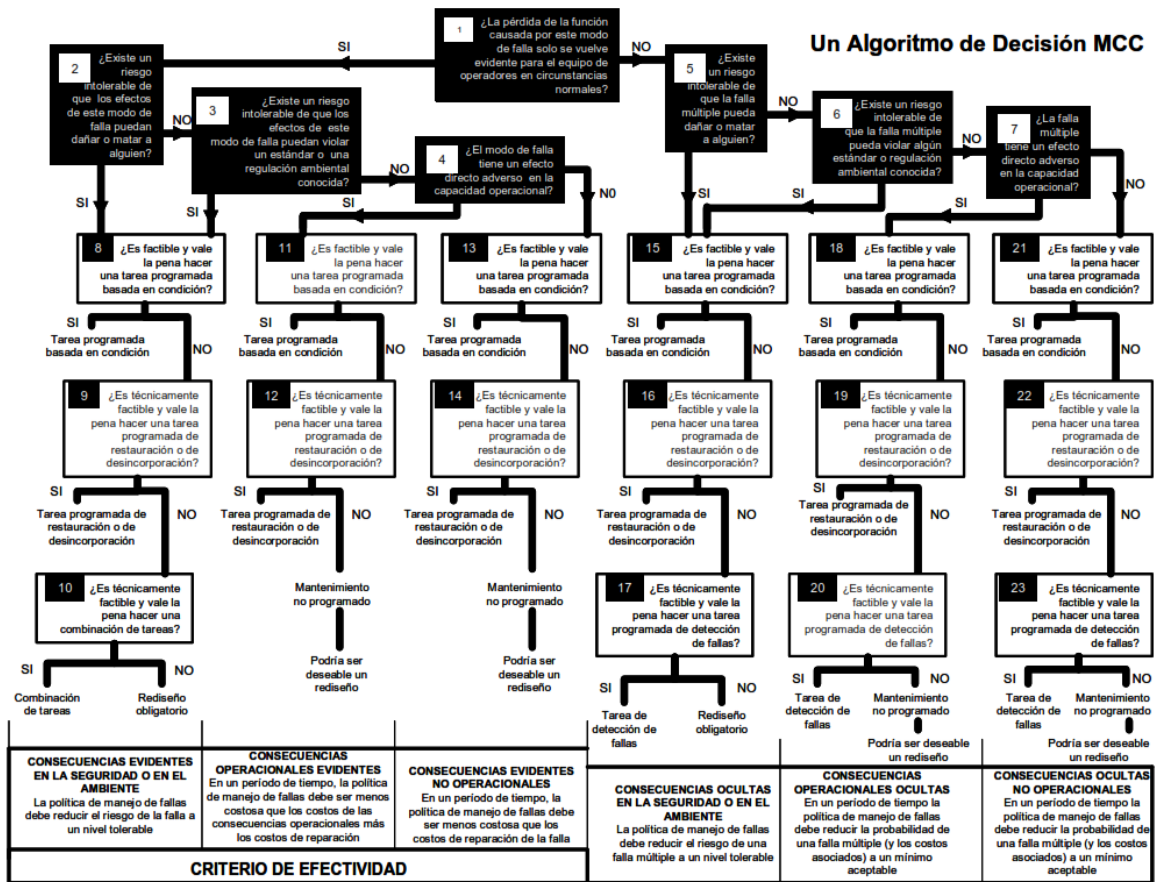 Un Algoritmo de Decisión MCC
1
¿La pérdida de la función
causada por este modo
de falla solo se vuelve
evidente para el equipo de
operadores en circunstancias
normales?
SI
NO
2
¿Existe
un riesgo
intolerable de
que los efectos
de este modo de
falla puedan
dañar o matar a
alguien?
NO
SI
3
¿Existe un riesgo
intolerable de que los
efectos de este
modo de falla puedan violar
un estándar o una
regulación ambiental
conocida?
NO
SI
4
¿El modo de falla
tiene un efecto
directo adverso en la
capacidad operacional?
SI
N0
5
¿Existe
un riesgo
intolerable de
que la falla
múltiple pueda
dañar o matar
a alguien?
NO
SI
6
¿Existe un riesgo
intolerable de
que la falla múltiple
pueda violar algún
estándar o regulación
ambiental conocida?
NO
SI
7
¿La falla
múltiple
tiene un efecto
directo adverso
en la capacidad
operacional?
SI
NO
8
¿Es factible y vale
la pena hacer
una tarea programada
basada en condición?
SI
Tarea programada
basada en condición
NO
11
¿Es factible y vale
la pena hacer
una tarea programada
basada en condición?
SI
Tarea programada
basada en condición
NO
13
¿Es factible y vale
la pena hacer
una tarea programada
basada en condición?
SI
Tarea programada
basada en condición
NO
15
¿Es factible y vale
la pena hacer
una tarea programada
basada en condición?
SI
Tarea programada
basada en condición
NO
18
¿Es factible y vale
la pena hacer
una tarea programada
basada en condición?
SI
Tarea programada
basada en condición
NO
21
¿Es factible y vale
la pena hacer
una tarea programada
basada en condición?
SI
Tarea programada
basada en condición
NO
9
¿Es técnicamente
factible y vale la
pena hacer una tarea
programada de
restauración o de
desincorporación?
SI
Tarea programada de
restauración o de
desincorporación
NO
12
¿Es técnicamente
factible y vale la
pena hacer una tarea
programada de
restauración o de
desincorporación?
SI
Tarea programada de
restauración o de
desincorporación
NO
14
¿Es técnicamente
factible y vale la
pena hacer una tarea
programada de
restauración o de
desincorporación?
SI
Tarea programada de
restauración o de
desincorporación
NO
16
¿Es técnicamente
factible y vale la
pena hacer una tarea
programada de
restauración o de
desincorporación?
SI
Tarea programada de
restauración o de
desincorporación
NO
19
¿Es técnicamente
factible y vale la
pena hacer una tarea
programada de
restauración o de
desincorporación?
SI
Tarea programada de
restauración o de
desincorporación
NO
22
¿Es técnicamente
factible y vale la
pena hacer una tarea
programada de
restauración o de
desincorporación?
SI
Tarea programada de
restauración o de
desincorporación
NO
10
¿Es técnicamente
factible y vale la
pena hacer una
combinación de tareas?
SI
Combinación
de tareas
NO
Rediseño
obligatorio
Mantenimiento
no programado
Podría ser
deseable un
rediseño
Mantenimiento
no programado
Podría ser
deseable un
rediseño
17
¿Es técnicamente
factible y vale la
pena hacer una tarea
programada de detección
de fallas?
SI
Tarea de
detección de
fallas
NO
Rediseño
obligatorio
20
¿Es técnicamente
factible y vale la
pena hacer una tarea
programada de detección
de fallas?
SI
Tarea de
detección de
fallas
NO
Mantenimiento
no programado
Podría ser deseable
un rediseño
23
¿Es técnicamente
factible y vale la
pena hacer una tarea
programada de detección
de fallas?
SI
Tarea de
detección de
fallas
NO
Mantenimiento
no programado
Podría ser deseable
un rediseño
CONSECUENCIAS EVIDENTES
EN LA SEGURIDAD O EN EL
AMBIENTE
La política de manejo de fallas
debe reducir el riesgo de la falla a
un nivel tolerable
CONSECUENCIAS
OPERACIONALES EVIDENTES
En un período de tiempo, la política
de manejo de fallas debe ser menos
costosa que los costos de las
consecuencias operacionales más
los costos de reparación
CONSECUENCIAS EVIDENTES
NO OPERACIONALES
En un período de tiempo, la
política de manejo de fallas debe
ser menos costosa que los
costos de reparación de la falla
CONSECUENCIAS OCULTAS
EN LA SEGURIDAD O EN EL
AMBIENTE
La política de manejo de fallas
debe reducir el riesgo de una
falla múltiple a un nivel tolerable
CONSECUENCIAS
OPERACIONALES OCULTAS
En un período de tiempo la
política de manejo de fallas
debe reducir la probabilidad de
una falla múltiple (y los costos
asociados) a un mínimo
aceptable
CONSECUENCIAS OCULTAS
NO OPERACIONALES
En un período de tiempo la
política de manejo de fallas
debe reducir la probabilidad de
una falla múltiple (y los costos
asociados) a un mínimo
aceptable
CRITERIO DE EFECTIVIDAD